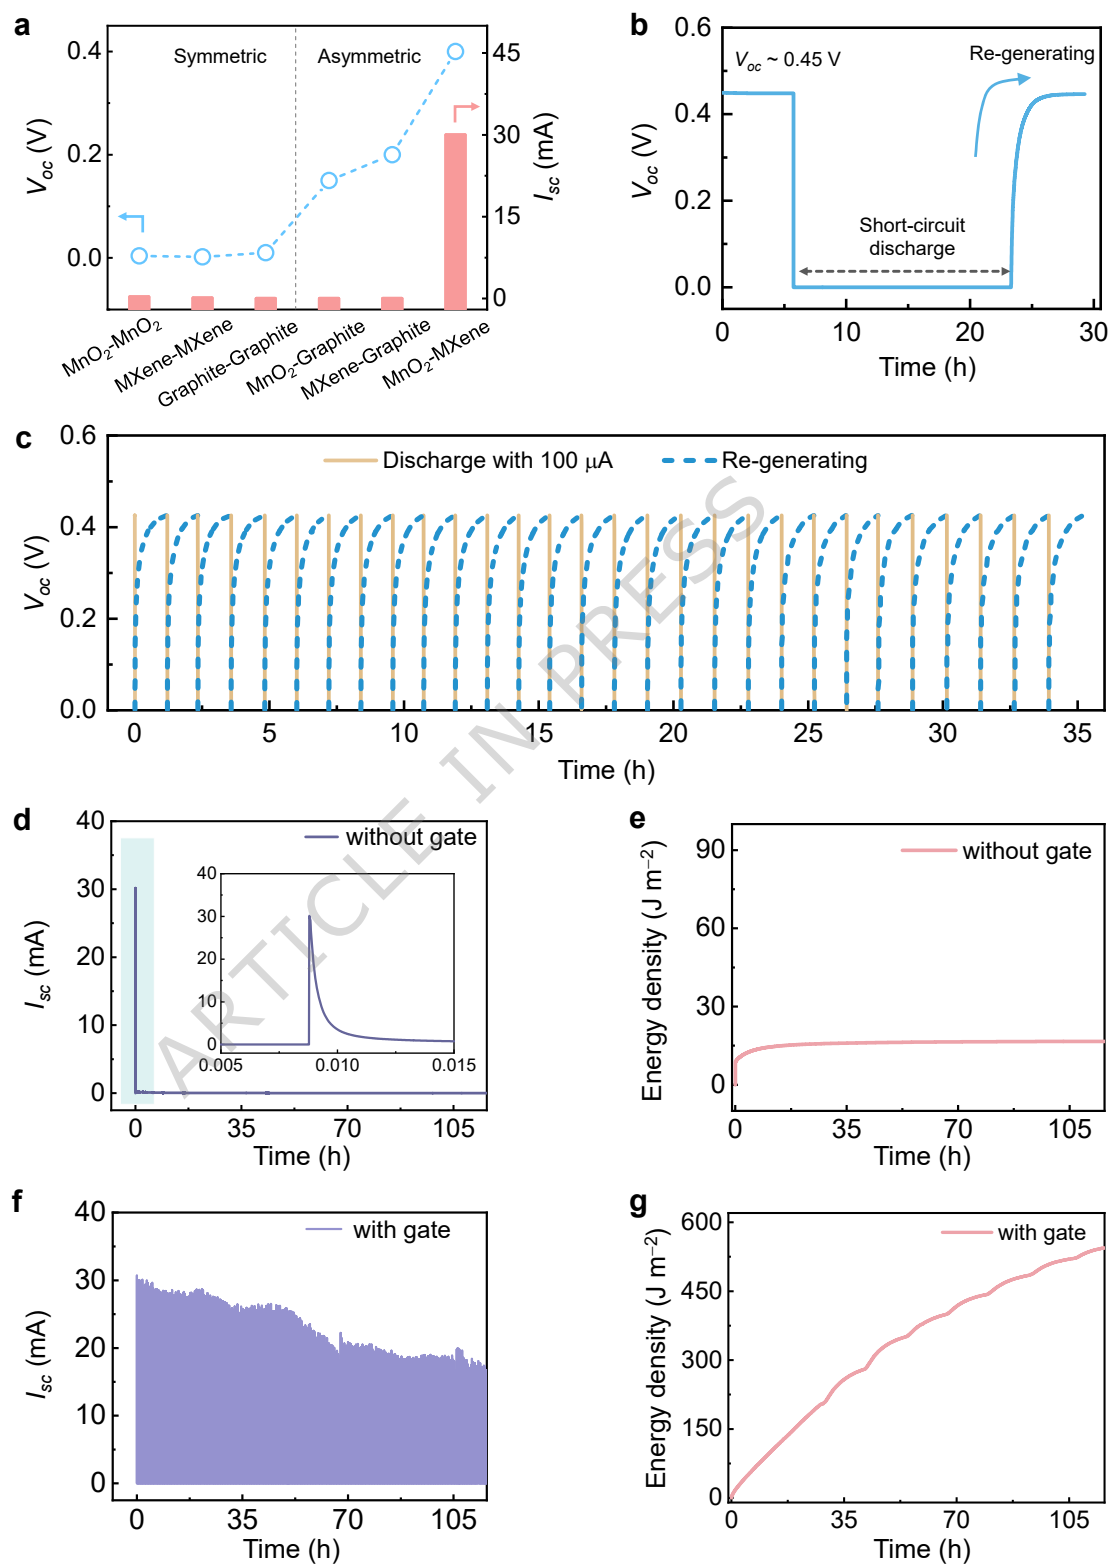 a
Symmetric
Asymmetric
0.4
0.2
0.0
V_oc (V)
45
30
15
0
I_sc (mA)
MnO₂-MnO₂
MXene-MXene
Graphite-Graphite
MnO₂-Graphite
MXene-Graphite
MnO₂-MXene
b
V_oc ~ 0.45 V
Re-generating
Short-circuit
discharge
0.6
0.4
0.2
0.0
V_oc (V)
0 10 20 30
Time (h)
c
Discharge with 100 μA
Re-generating
0.6
0.4
0.2
0.0
V_oc (V)
0 5 10 15 20 25 30 35
Time (h)
d
without gate
40
30
20
10
0
I_sc (mA)
40
30
20
10
0
0.005 0.010 0.015
0 35 70 105
Time (h)
e
without gate
90
60
30
0
Energy density (J m⁻²)
0 35 70 105
Time (h)
f
with gate
40
30
20
10
0
I_sc (mA)
0 35 70 105
Time (h)
g
with gate
600
450
300
150
0
Energy density (J m⁻²)
0 35 70 105
Time (h)
ARTICLE IN PRESS